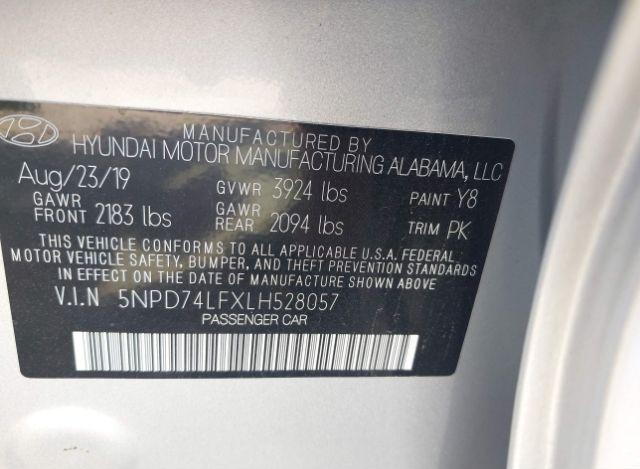 MANUFACTURED BY
HYUNDAI MOTOR MANUFACTURING ALABAMA, LLC
Aug/23/19 GVWR 3924 lbs PAINT Y8
GAWR FRONT 2183 lbs GAWR REAR 2094 lbs TRIM PK
THIS VEHICLE CONFORMS TO ALL APPLICABLE U.S.A. FEDERAL
MOTOR VEHICLE SAFETY, BUMPER, AND THEFT PREVENTION STANDARDS
IN EFFECT ON THE DATE OF MANUFACTURE SHOWN ABOVE.
V.I.N 5NPD74LFXLH528057
PASSENGER CAR